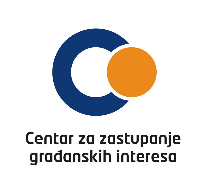 Centar za zastupanje
građanskih interesa